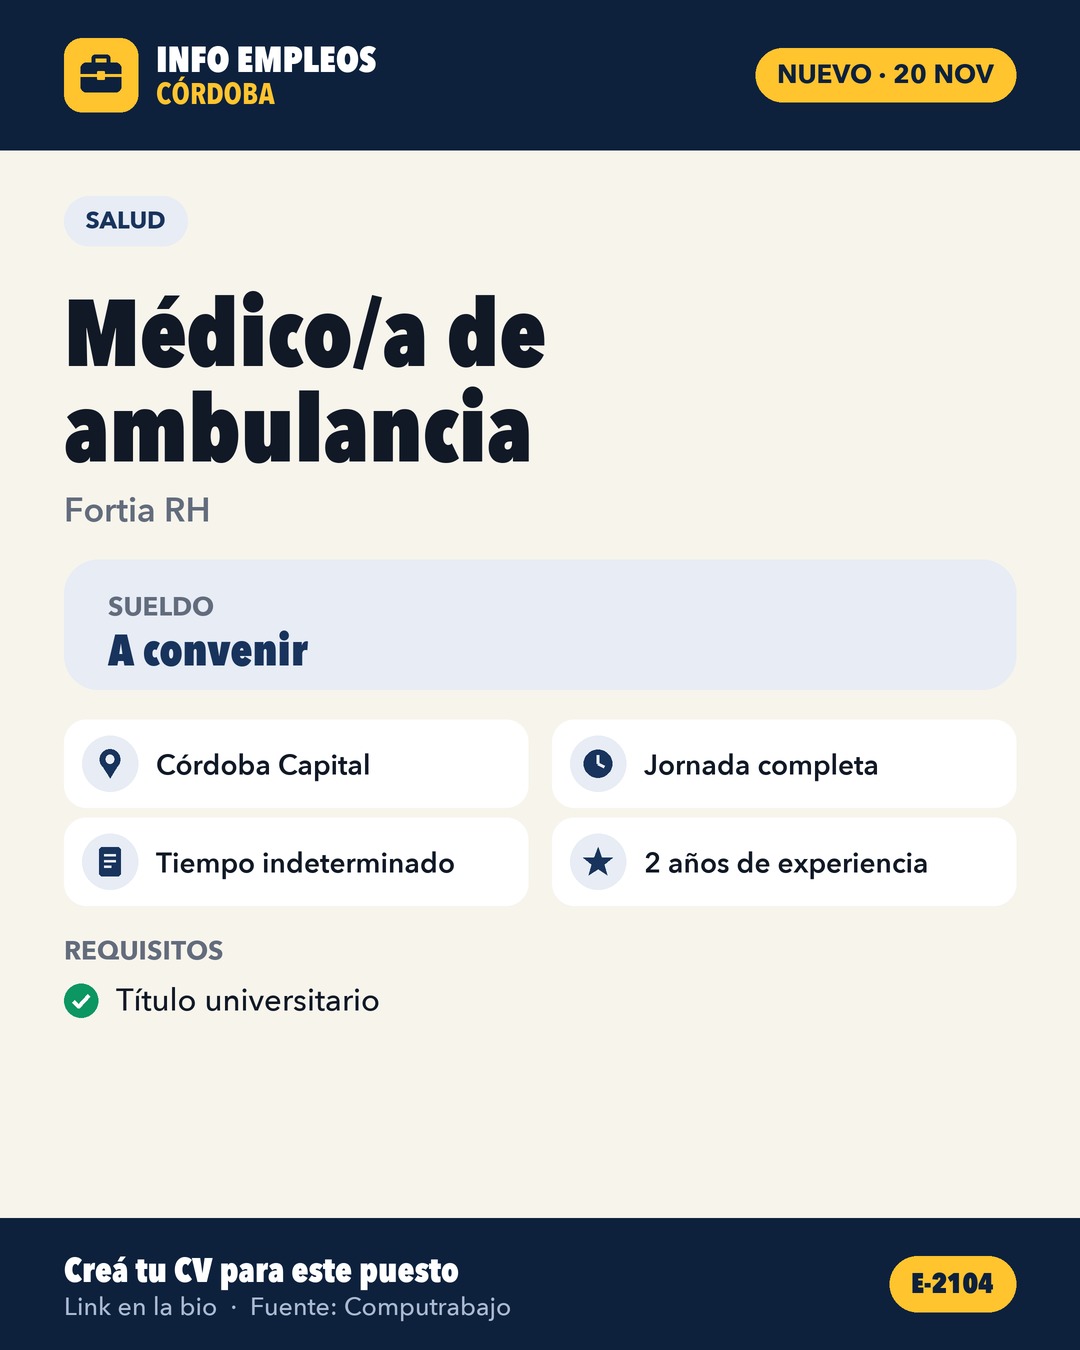 INFO EMPLEOS
CÓRDOBA
NUEVO · 20 NOV
SALUD
Médico/a de
ambulancia
Fortia RH
SUELDO
A convenir
Córdoba Capital
Jornada completa
Tiempo indeterminado
2 años de experiencia
REQUISITOS
Título universitario
Creá tu CV para este puesto
Link en la bio · Fuente: Computrabajo
E-2104